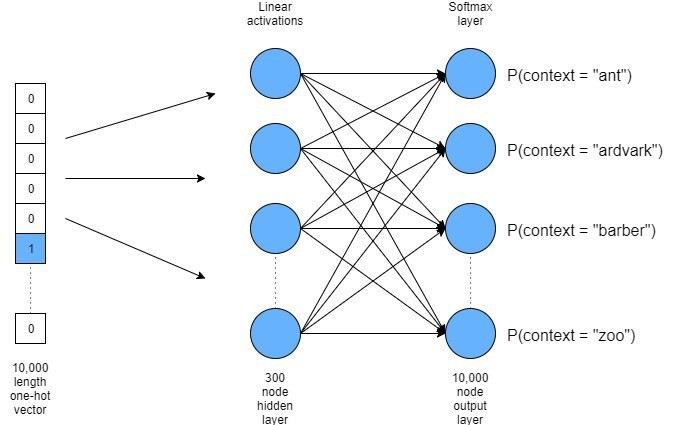 Linear
activations
Softmax
layer
0
0
0
0
0
1
0
10,000
length
one-hot
vector
P(context = "ant")
P(context = "ardvark")
P(context = "barber")
P(context = "zoo")
300
node
hidden
layer
10,000
node
output
layer